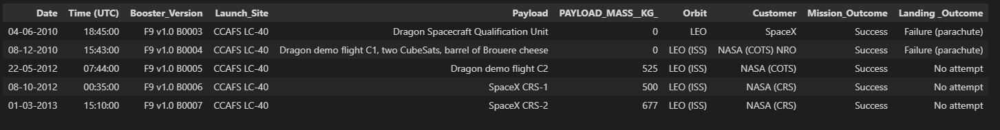 Date Time (UTC) Booster_Version Launch_Site Payload PAYLOAD_MASS__KG_ Orbit Customer Mission_Outcome Landing _Outcome
04-06-2010 18:45:00 F9 v1.0 B0003 CCAFS LC-40 Dragon Spacecraft Qualification Unit 0 LEO SpaceX Success Failure (parachute)
08-12-2010 15:43:00 F9 v1.0 B0004 CCAFS LC-40 Dragon demo flight C1, two CubeSats, barrel of Brouere cheese 0 LEO (ISS) NASA (COTS) NRO Success Failure (parachute)
22-05-2012 07:44:00 F9 v1.0 B0005 CCAFS LC-40 Dragon demo flight C2 525 LEO (ISS) NASA (COTS) Success No attempt
08-10-2012 00:35:00 F9 v1.0 B0006 CCAFS LC-40 SpaceX CRS-1 500 LEO (ISS) NASA (CRS) Success No attempt
01-03-2013 15:10:00 F9 v1.0 B0007 CCAFS LC-40 SpaceX CRS-2 677 LEO (ISS) NASA (CRS) Success No attempt